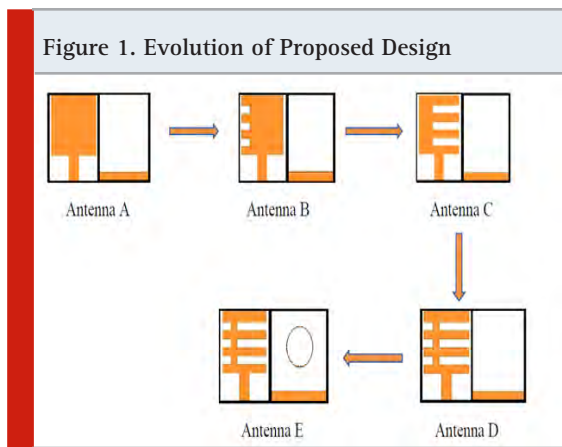 Figure 1. Evolution of Proposed Design
Antenna A
Antenna B
Antenna C
Antenna E
Antenna D